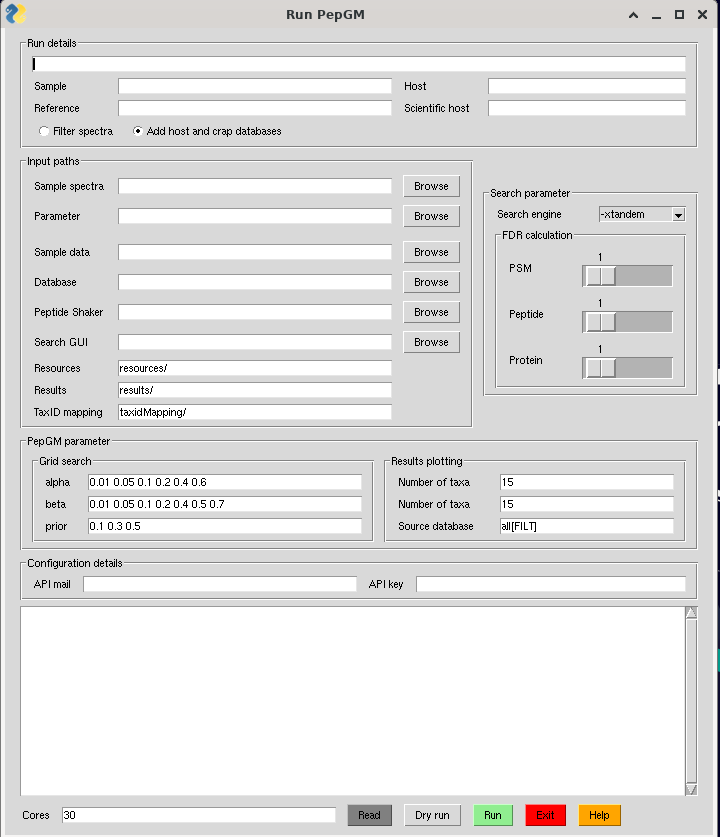 Run PepGM
Run details
Sample
Host
Reference
Scientific host
Filter spectra
Add host and crap databases
Input paths
Sample spectra
Browse
Parameter
Browse
Sample data
Browse
Database
Browse
Peptide Shaker
Browse
Search GUI
Browse
Resources
resources/
Results
results/
TaxID mapping
taxidMapping/
Search parameter
Search engine
-xtandem
FDR calculation
1
PSM
1
Peptide
1
Protein
PepGM parameter
Grid search
alpha
0.01 0.05 0.1 0.2 0.4 0.6
beta
0.01 0.05 0.1 0.2 0.4 0.5 0.7
prior
0.1 0.3 0.5
Results plotting
Number of taxa
15
Number of taxa
15
Source database
all[FILT]
Configuration details
API mail
API key
Cores
30
Read
Dry run
Run
Exit
Help